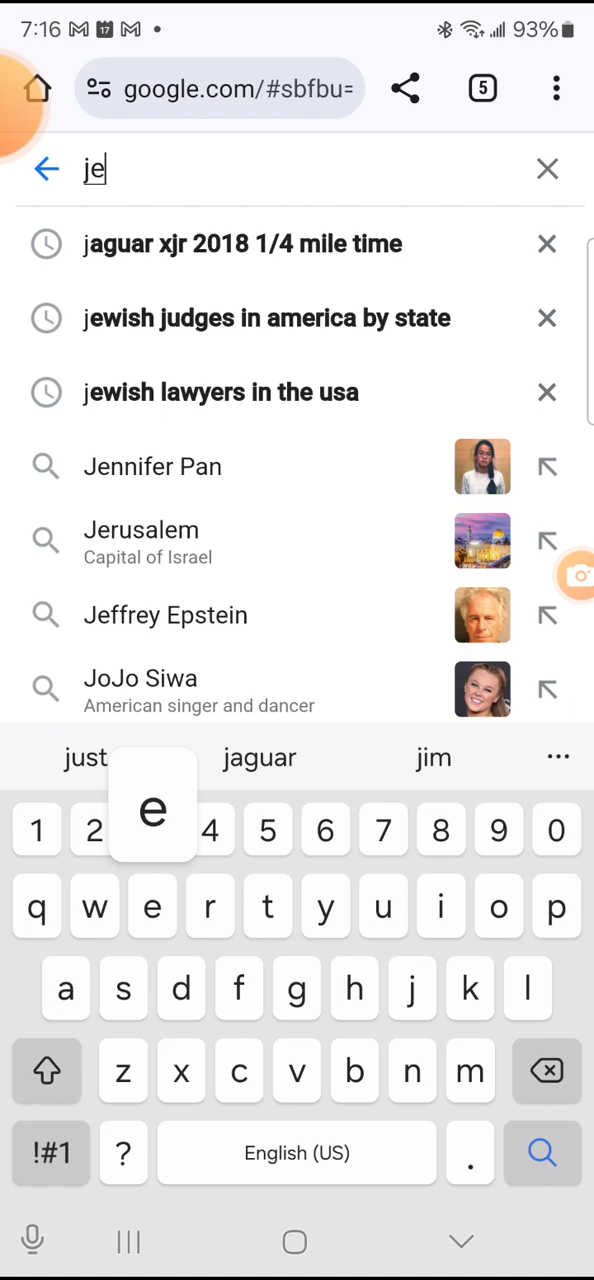 7:16 17 93%
google.com/#sbfbu= 5
je
jaguar xjr 2018 1/4 mile time
jewish judges in america by state
jewish lawyers in the usa
Jennifer Pan
Jerusalem
Capital of Israel
Jeffrey Epstein
JoJo Siwa
American singer and dancer
just jaguar jim ...
e
1 2 4 5 6 7 8 9 0
q w e r t y u i o p
a s d f g h j k l
z x c v b n m
!#1 ? English (US) .